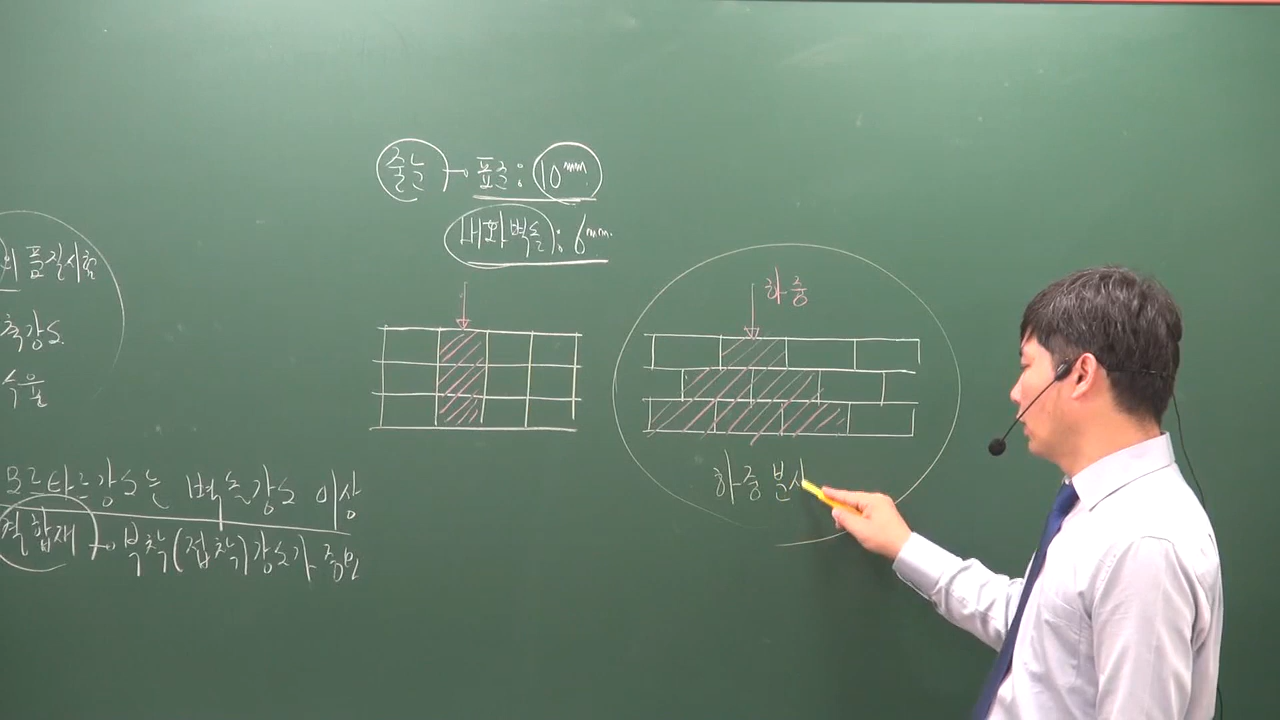 줄눈 → 표준: 10mm
내화벽돌: 6mm
의 품질시험
축강도
수율
하중
모르타르강도는 벽돌강도 이상
접합재 → 부착(접착)강도가 중요
하중 분사